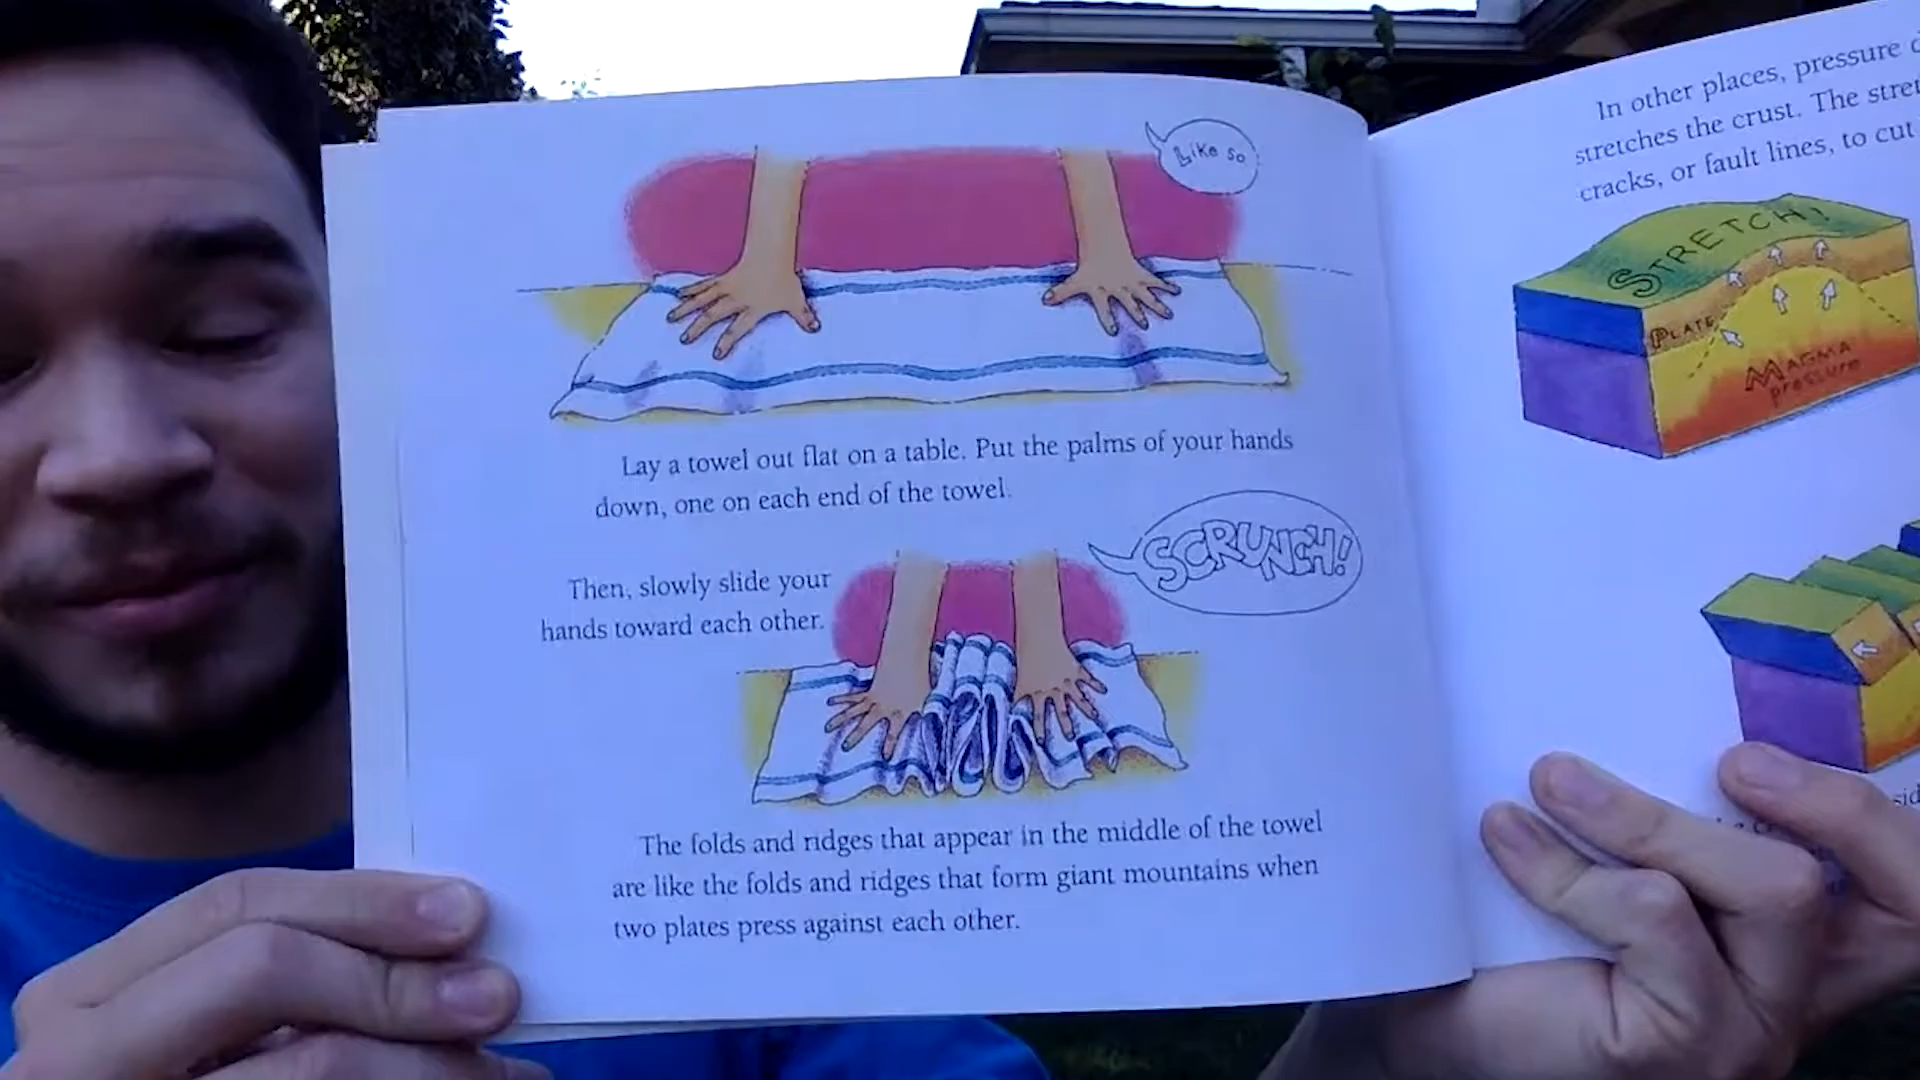 Like so
Lay a towel out flat on a table. Put the palms of your hands
down, one on each end of the towel.
SCRUNCH!
Then, slowly slide your
hands toward each other.
The folds and ridges that appear in the middle of the towel
are like the folds and ridges that form giant mountains when
two plates press against each other.
In other places, pressure
stretches the crust. The
cracks, or fault lines, to cut
STRETCH!
PLATE
MAGMA
pressure